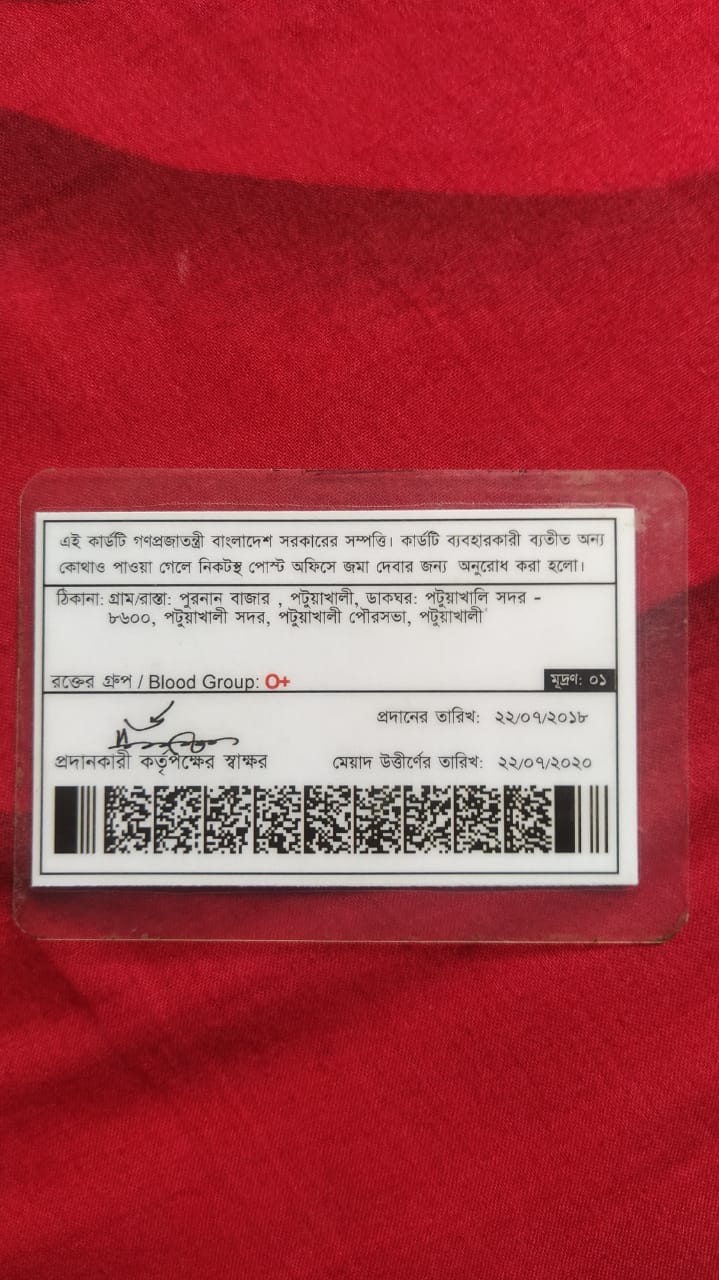 এই কার্ডটি গণপ্রজাতন্ত্রী বাংলাদেশ সরকারের সম্পত্তি। কার্ডটি ব্যবহারকারী ব্যতীত অন্য
কোথাও পাওয়া গেলে নিকটস্থ পোস্ট অফিসে জমা দেবার জন্য অনুরোধ করা হলো।
ঠিকানা: গ্রাম/রাস্তা: পুরনান বাজার , পটুয়াখালী, ডাকঘর: পটুয়াখালি সদর -
৮৬০০, পটুয়াখালী সদর, পটুয়াখালী পৌরসভা, পটুয়াখালী
রক্তের গ্রুপ / Blood Group: O+ মূদ্রণ: ০১
প্রদানের তারিখ: ২২/০৭/২০১৮
প্রদানকারী কর্তৃপক্ষের স্বাক্ষর মেয়াদ উত্তীর্ণের তারিখ: ২২/০৭/২০২০